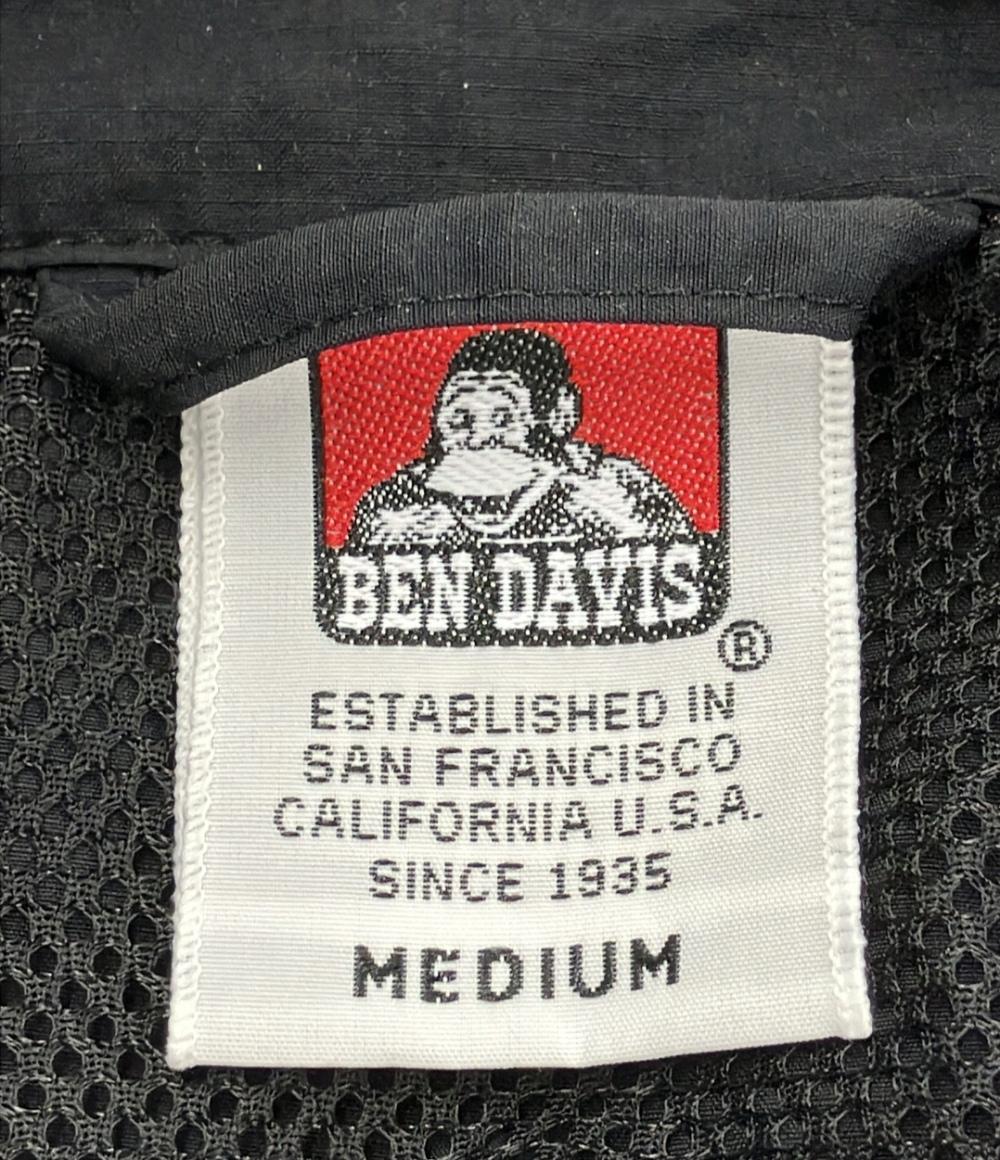 BEN DAVIS
®
ESTABLISHED IN
SAN FRANCISCO
CALIFORNIA U.S.A.
SINCE 1935
MEDIUM